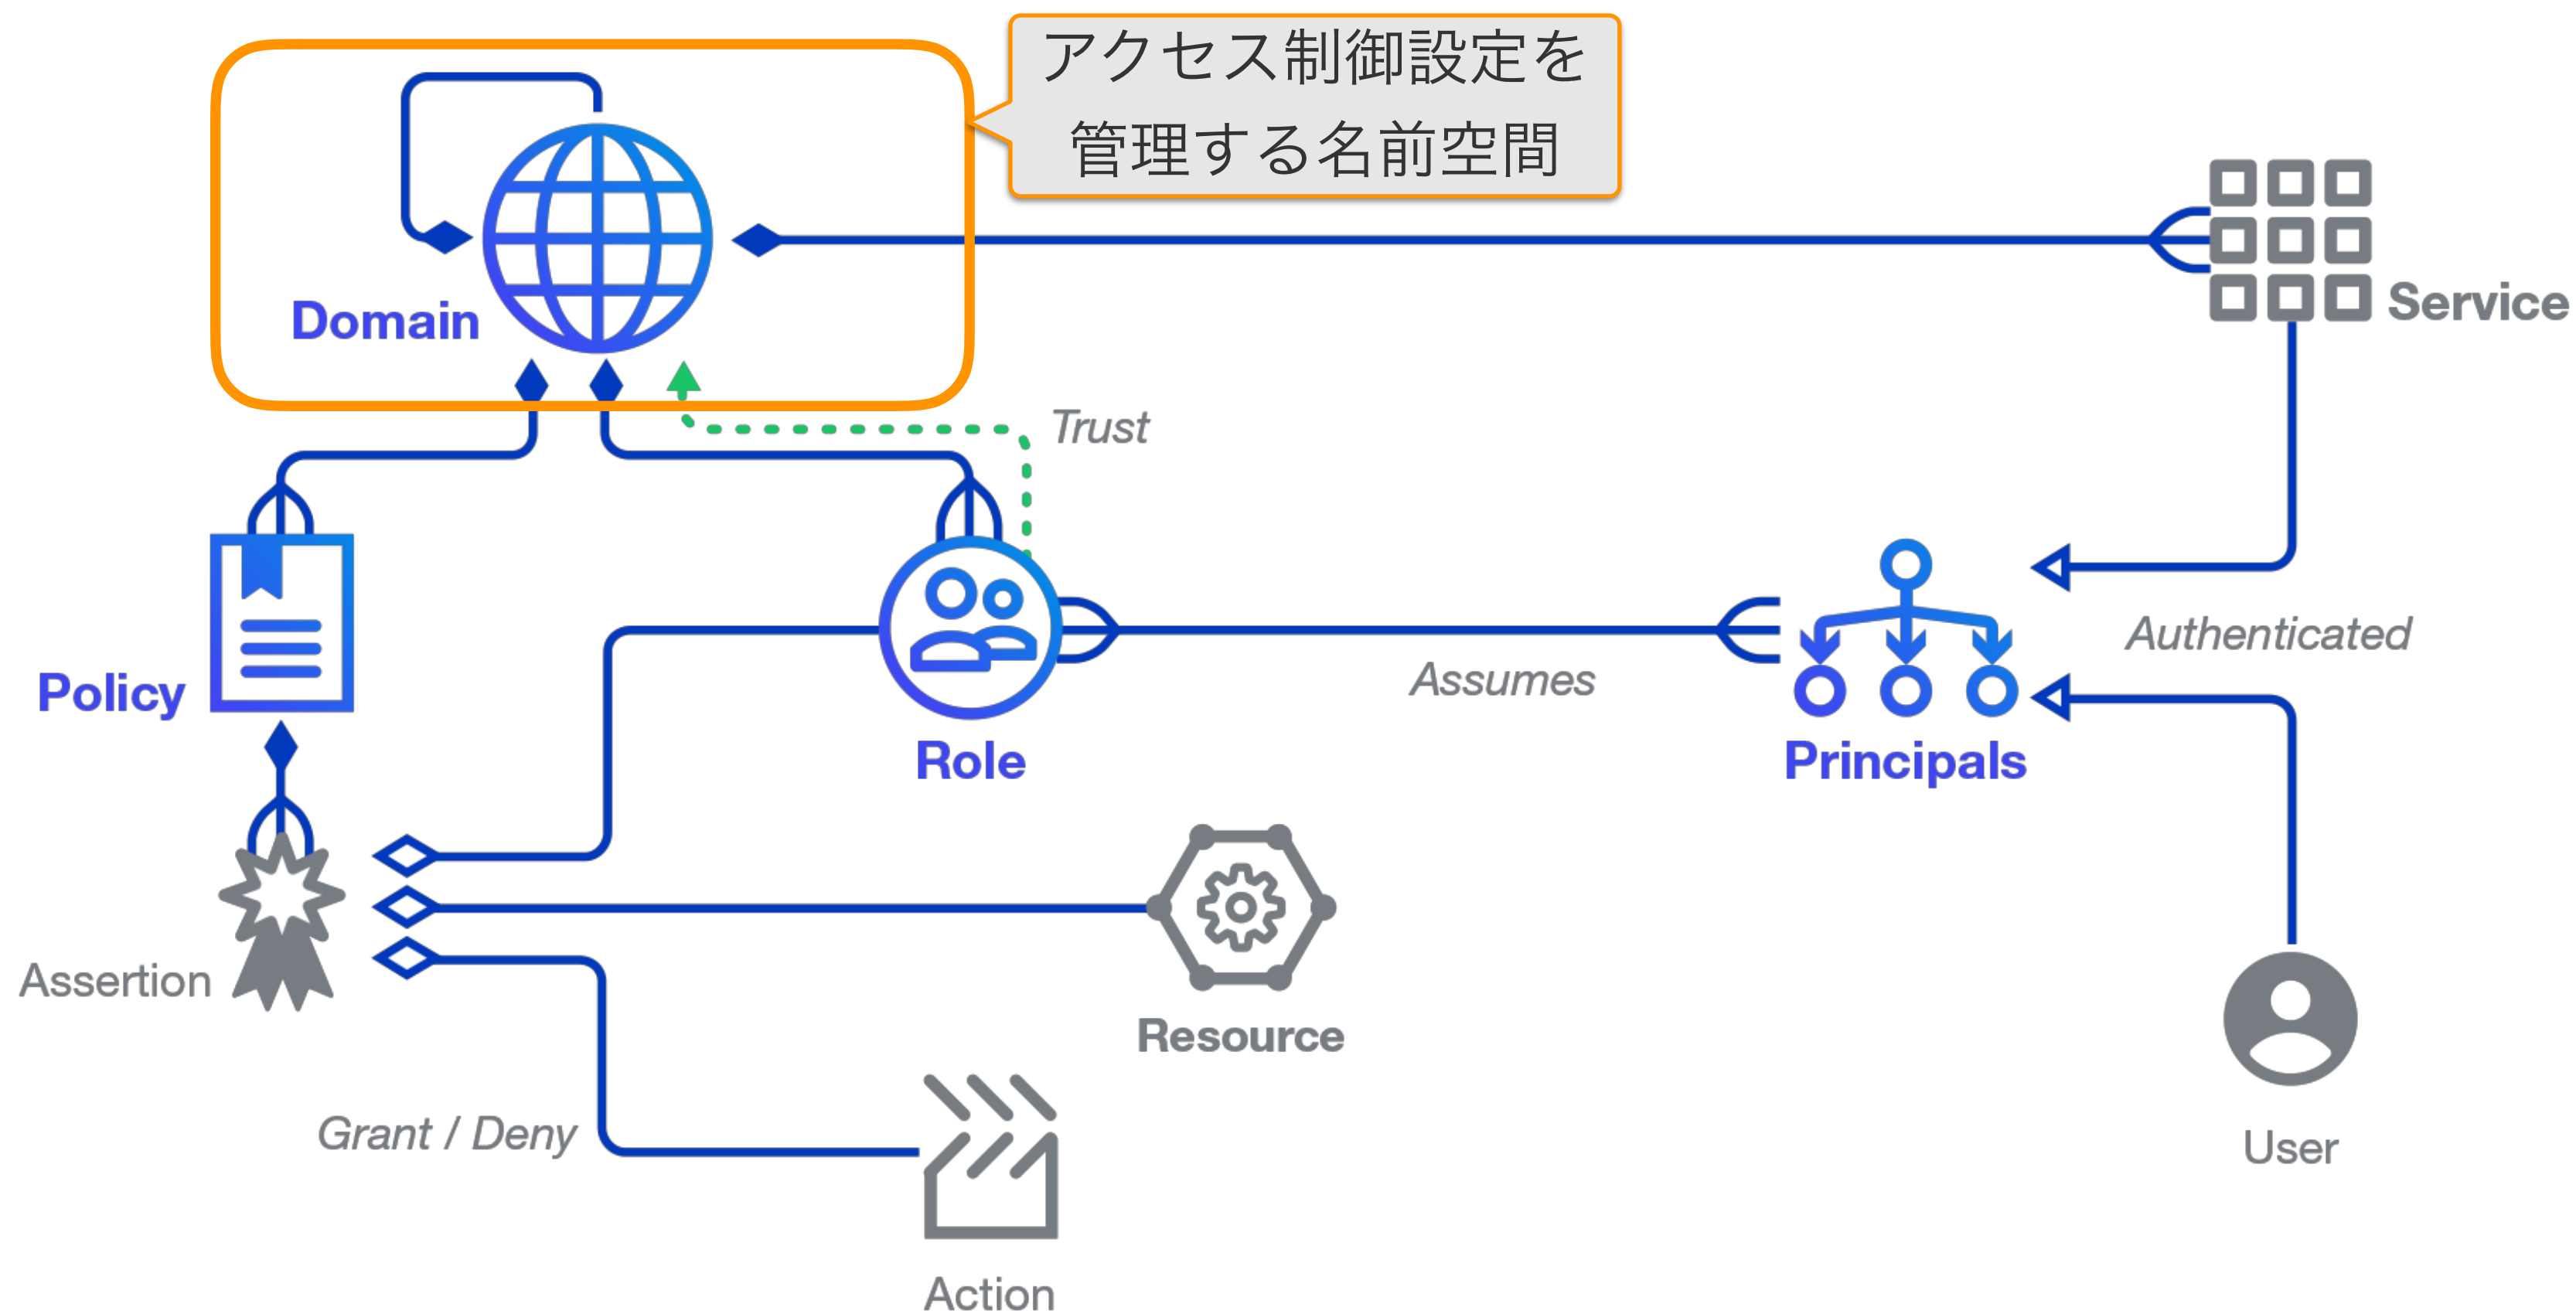 アクセス制御設定を
管理する名前空間
Domain
Service
Trust
Policy
Role
Assumes
Principals
Authenticated
Assertion
Resource
Grant / Deny
User
Action